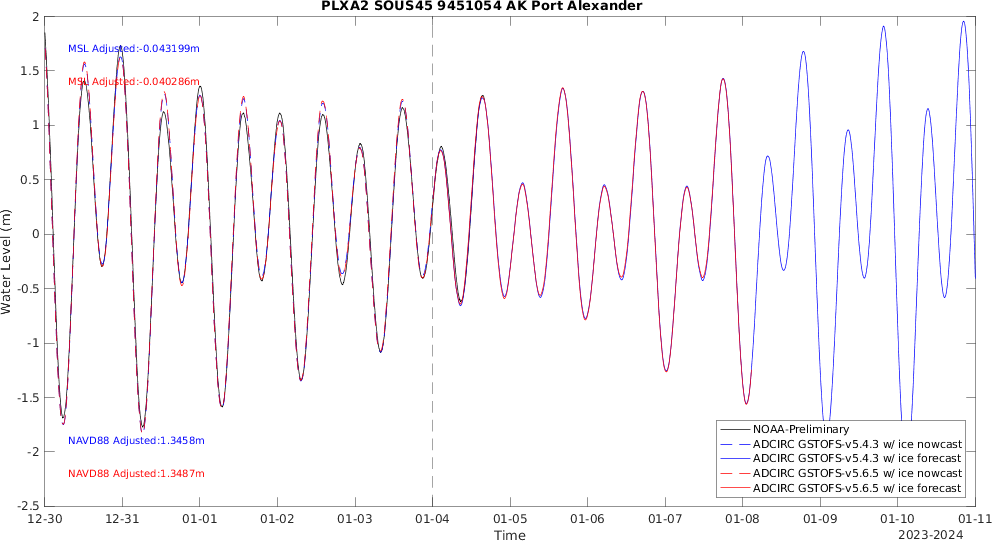 PLXA2 SOUS45 9451054 AK Port Alexander
Water Level (m)
2
1.5
1
0.5
0
-0.5
-1
-1.5
-2
-2.5
MSL Adjusted:-0.043199m
MSL Adjusted:-0.040286m
NAVD88 Adjusted:1.3458m
NAVD88 Adjusted:1.3487m
NOAA-Preliminary
ADCIRC GSTOFS-v5.4.3 w/ ice nowcast
ADCIRC GSTOFS-v5.4.3 w/ ice forecast
ADCIRC GSTOFS-v5.6.5 w/ ice nowcast
ADCIRC GSTOFS-v5.6.5 w/ ice forecast
12-30 12-31 01-01 01-02 01-03 01-04 01-05 01-06 01-07 01-08 01-09 01-10 01-11
Time
2023-2024